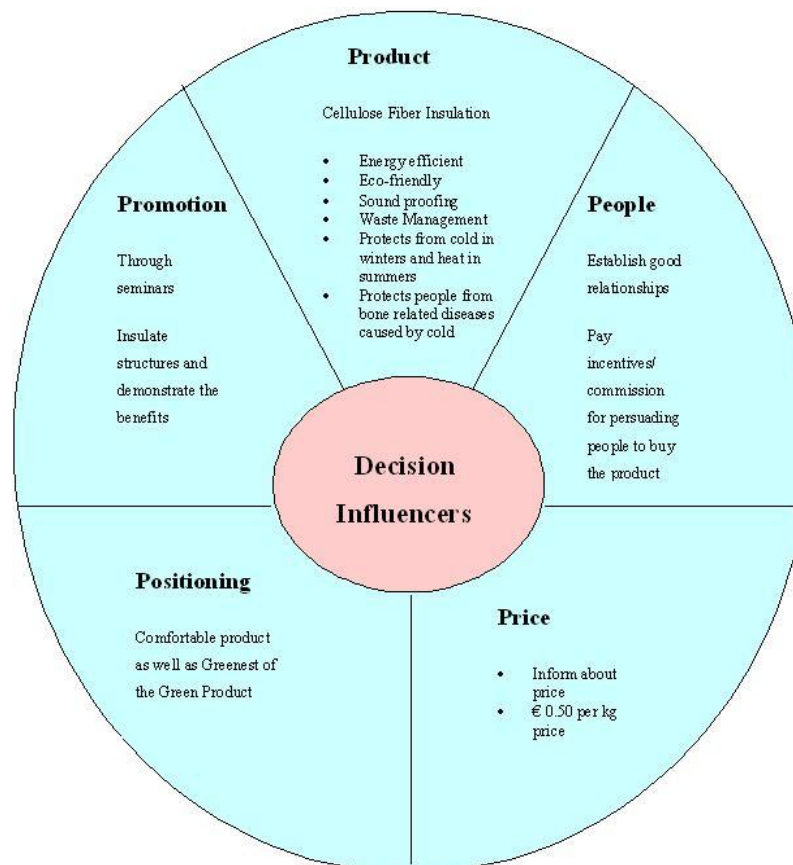 Product
Cellulose Fiber Insulation
• Energy efficient
• Eco-friendly
• Sound proofing
• Waste Management
• Protects from cold in
winters and heat in
summers
• Protects people from
bone related diseases
caused by cold
Promotion
Through
seminars
Insulate
structures and
demonstrate the
benefits
People
Establish good
relationships
Pay
incentives/
commission
for persuading
people to buy
the product
Decision
Influencers
Positioning
Comfortable product
as well as Greenest of
the Green Product
Price
• Inform about
price
• € 0.50 per kg
price